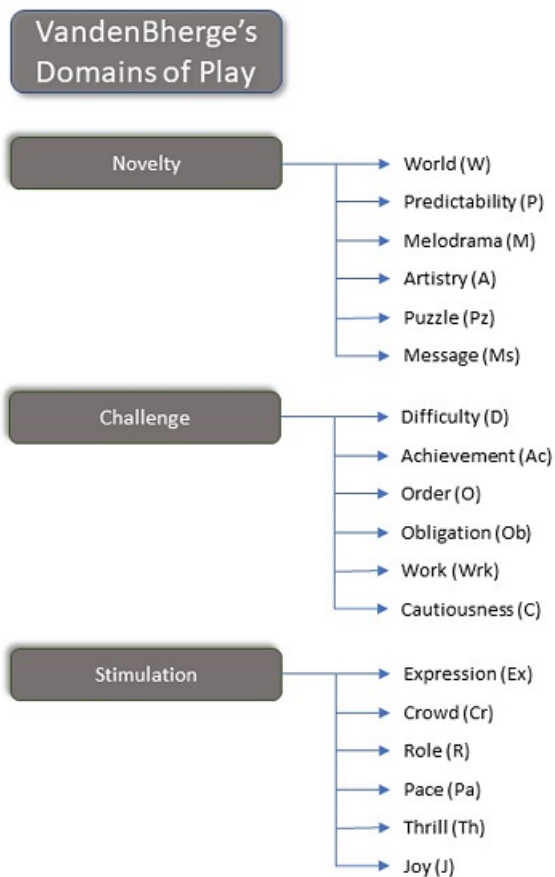 VandenBherge's
Domains of Play
Novelty
World (W)
Predictability (P)
Melodrama (M)
Artistry (A)
Puzzle (Pz)
Message (Ms)
Challenge
Difficulty (D)
Achievement (Ac)
Order (O)
Obligation (Ob)
Work (Wrk)
Cautiousness (C)
Stimulation
Expression (Ex)
Crowd (Cr)
Role (R)
Pace (Pa)
Thrill (Th)
Joy (J)